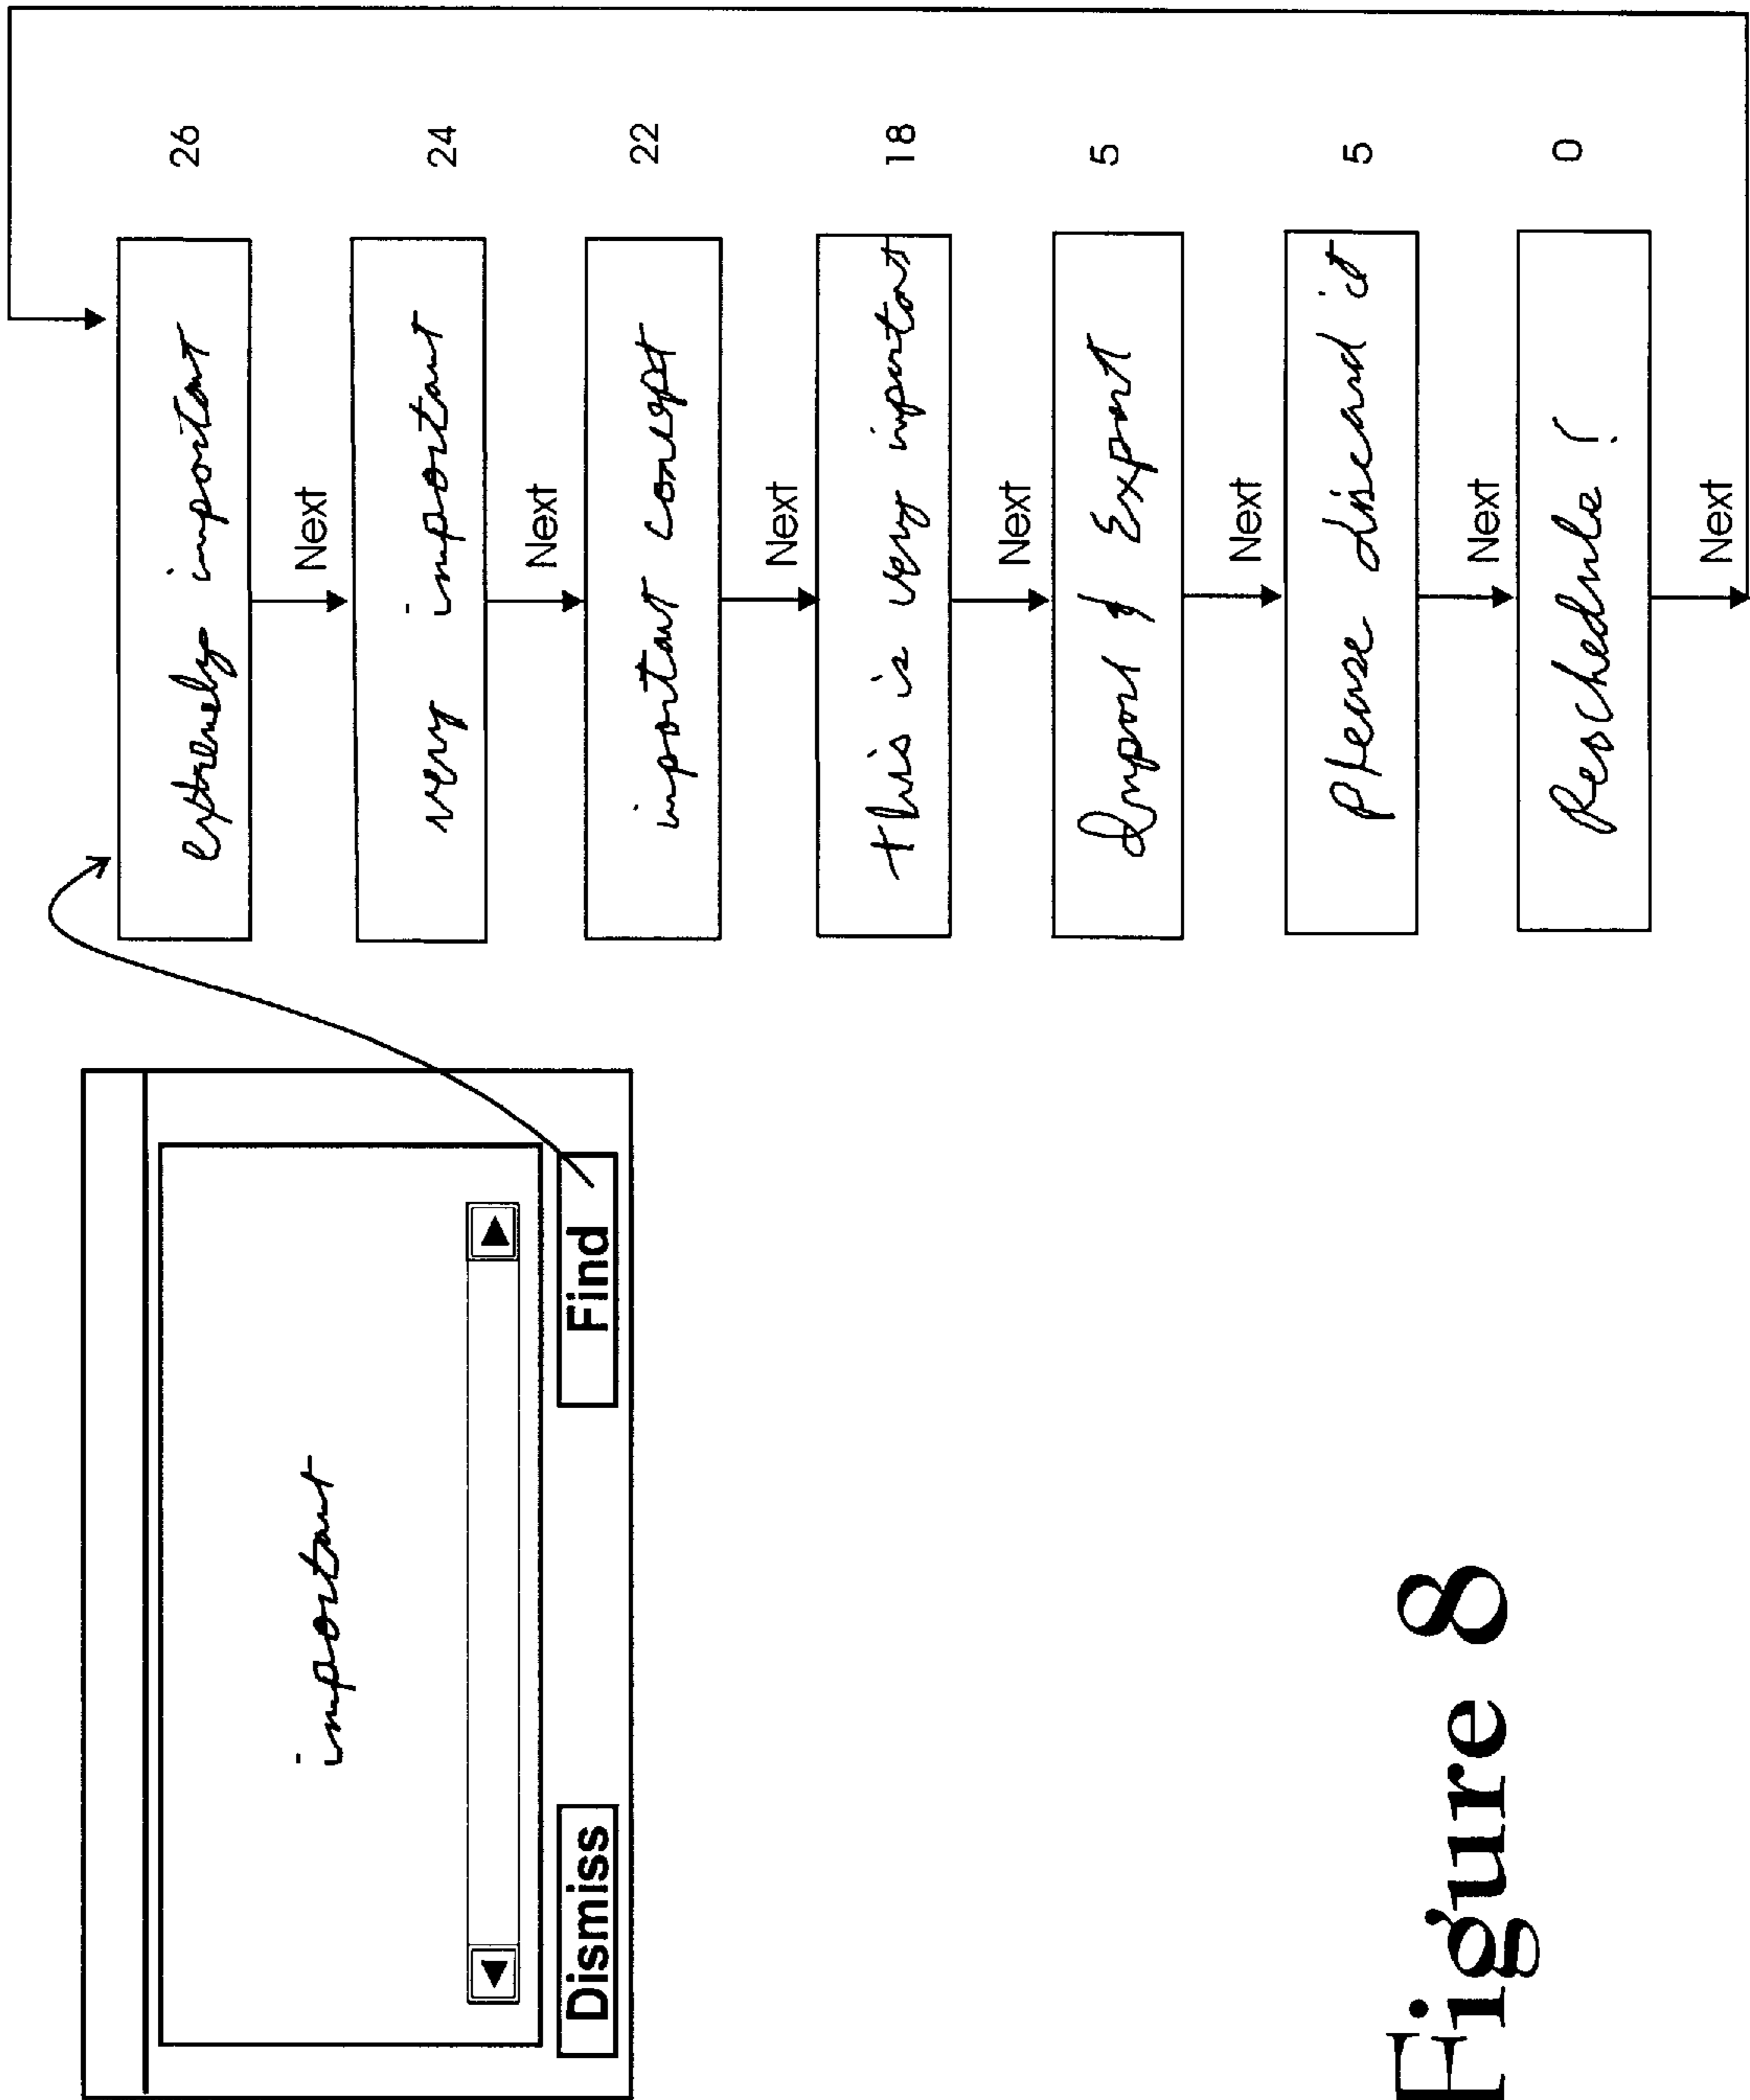 important
Dismiss
Find
extremely important
26
Next
very important
24
Next
important concept
22
Next
this is very important
18
Next
Import & Export
5
Next
Please discard it
5
Next
Reschedule !
0
Next
Figure 8